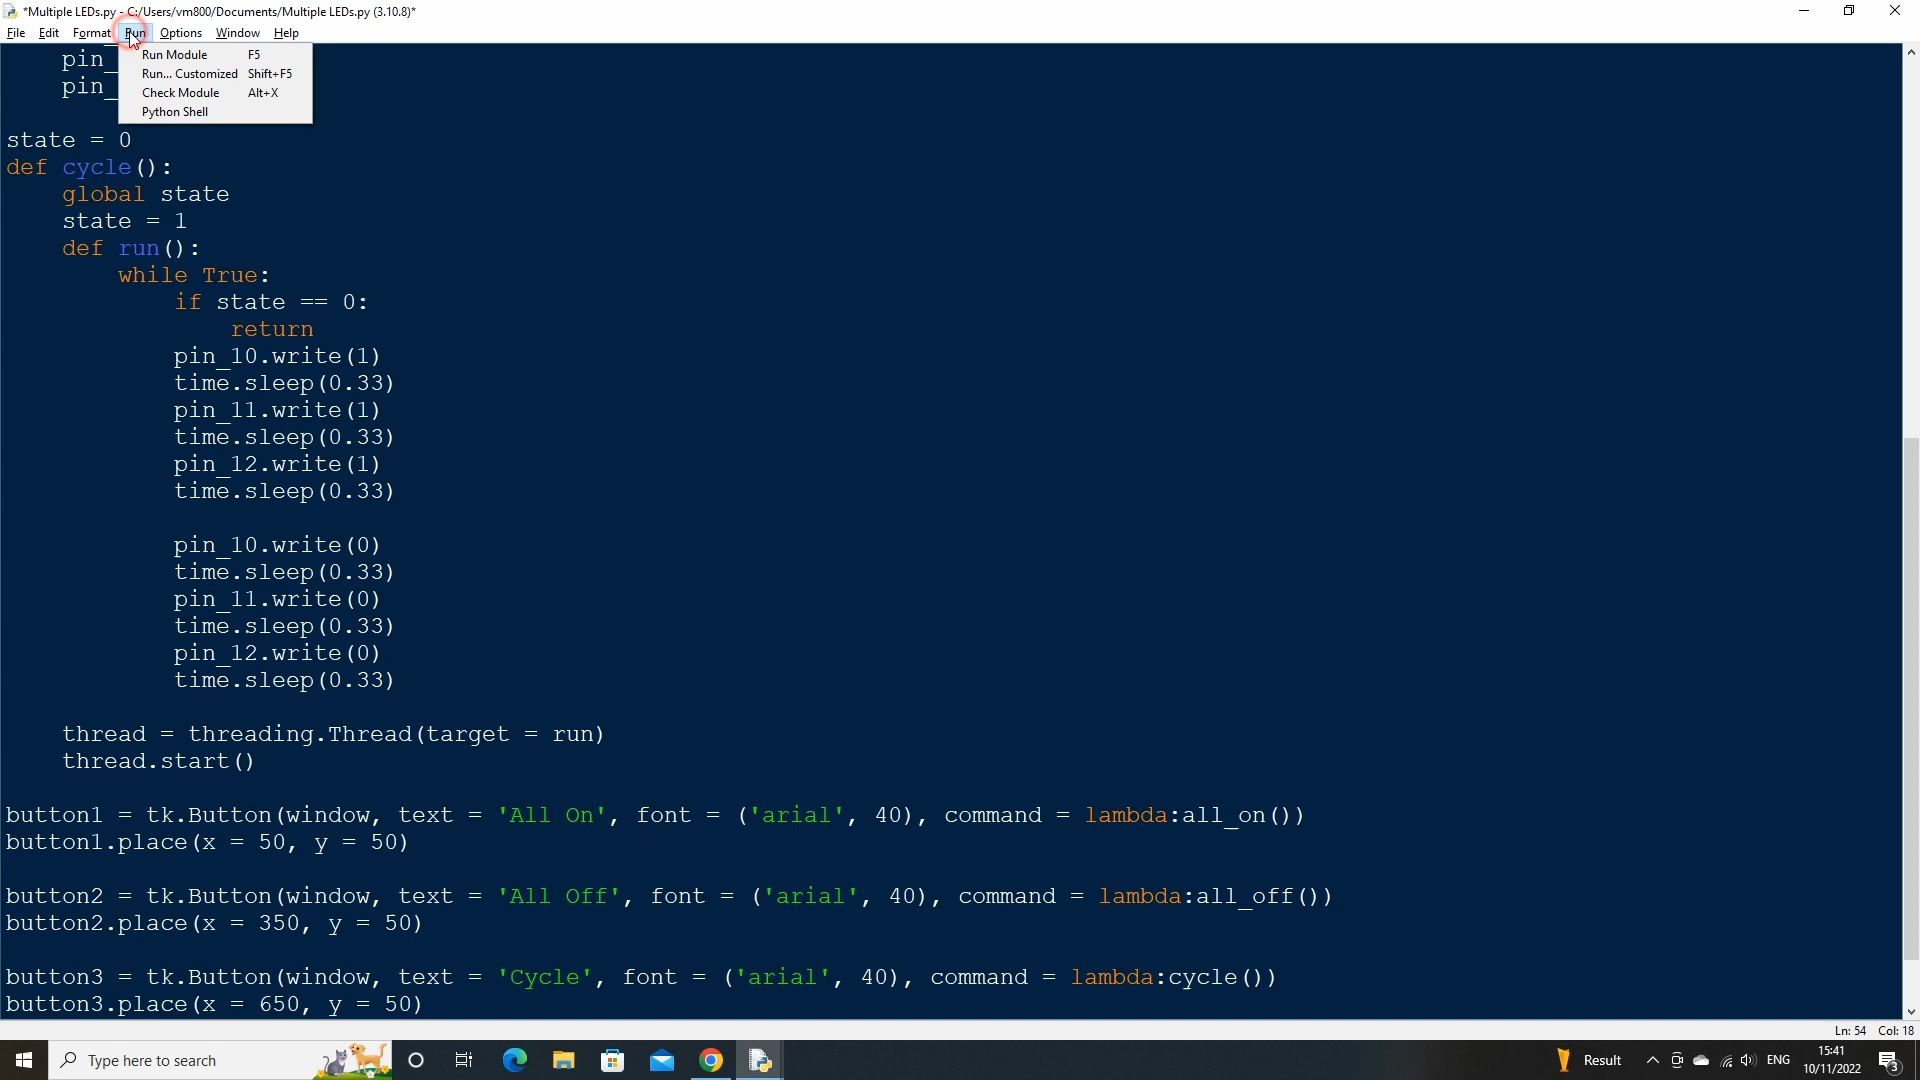 *Multiple LEDs.py - C:/Users/vm800/Documents/Multiple LEDs.py (3.10.8)*
File Edit Format Run Options Window Help
Run Module F5
Run... Customized Shift+F5
Check Module Alt+X
Python Shell
pin_
pin_
state = 0
def cycle():
    global state
    state = 1
    def run():
        while True:
            if state == 0:
                return
            pin_10.write(1)
            time.sleep(0.33)
            pin_11.write(1)
            time.sleep(0.33)
            pin_12.write(1)
            time.sleep(0.33)
            pin_10.write(0)
            time.sleep(0.33)
            pin_11.write(0)
            time.sleep(0.33)
            pin_12.write(0)
            time.sleep(0.33)
    thread = threading.Thread(target = run)
    thread.start()
button1 = tk.Button(window, text = 'All On', font = ('arial', 40), command = lambda:all_on())
button1.place(x = 50, y = 50)
button2 = tk.Button(window, text = 'All Off', font = ('arial', 40), command = lambda:all_off())
button2.place(x = 350, y = 50)
button3 = tk.Button(window, text = 'Cycle', font = ('arial', 40), command = lambda:cycle())
button3.place(x = 650, y = 50)
Ln: 54 Col: 18
Type here to search
Result
ENG
15:41
10/11/2022
3